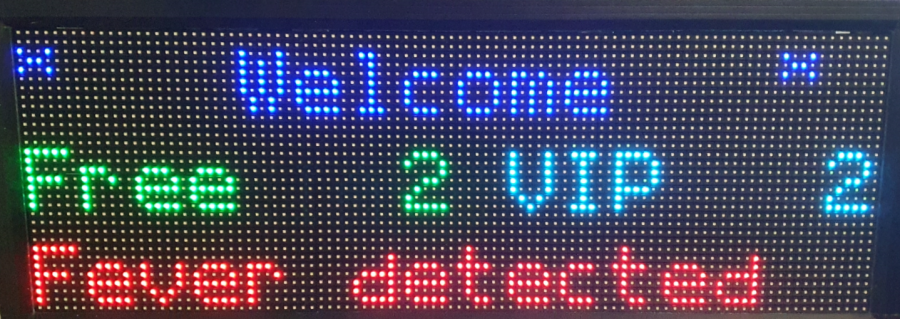 Welcome
Free 2 VIP 2
Fever detected